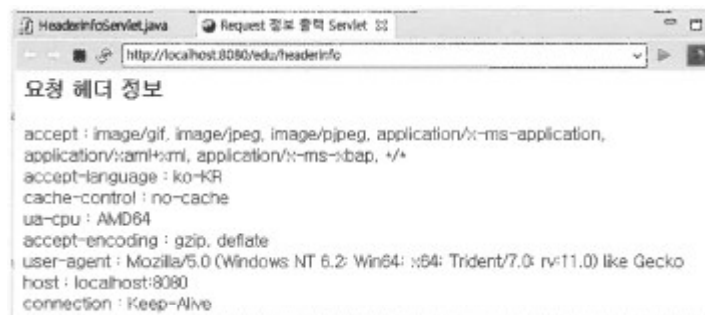 HeaderInfoServlet.java
Request 정보 출력 Servlet
http://localhost:8080/edu/headerinfo
요청 헤더 정보
accept : image/gif, image/jpeg, image/pjpeg, application/x-ms-application,
application/xaml+xml, application/x-ms-xbap, */*
accept-language : ko-KR
cache-control : no-cache
ua-cpu : AMD64
accept-encoding : gzip, deflate
user-agent : Mozilla/5.0 (Windows NT 6.2; Win64; x64; Trident/7.0; rv:11.0) like Gecko
host : localhost:8080
connection : Keep-Alive